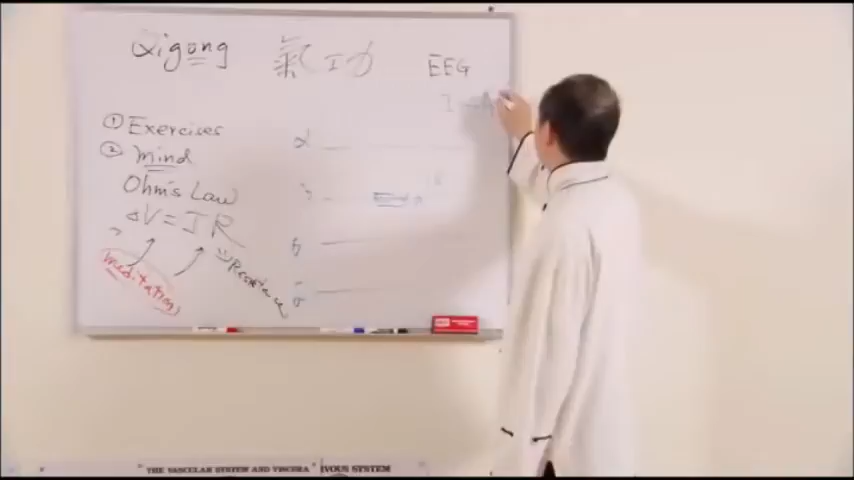 Qigong 氣功 EEG
① Exercises
② Mind
Ohm's Law
ΔV = IR
?
Resistance
meditation
α
THE VASCULAR SYSTEM AND VISCERA
VOUS SYSTEM